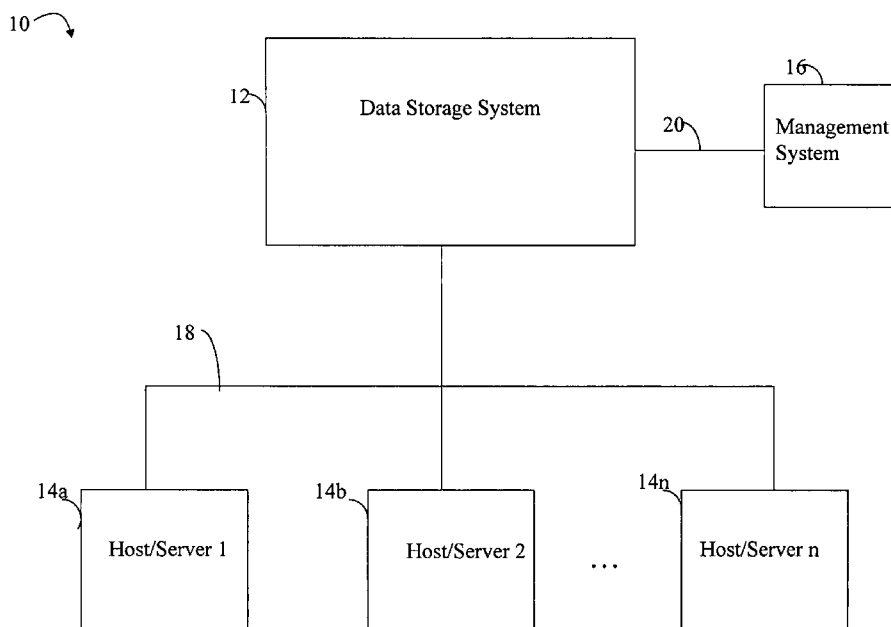 10
12
Data Storage System
16
Management
System
20
18
14a
Host/Server 1
14b
Host/Server 2
...
14n
Host/Server n